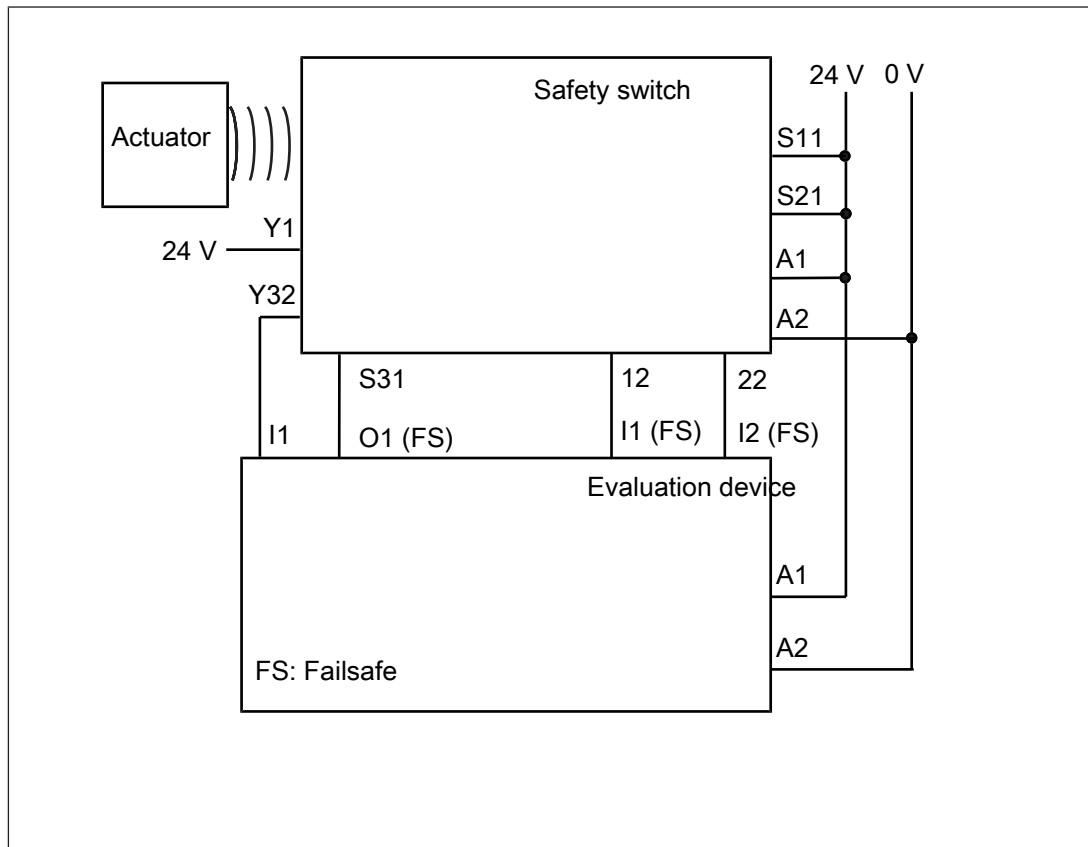 24 V 0 V
Safety switch
Actuator
S11
S21
Y1
24 V
A1
Y32
A2
S31
12
22
I1
O1 (FS)
I1 (FS)
I2 (FS)
Evaluation device
A1
A2
FS: Failsafe